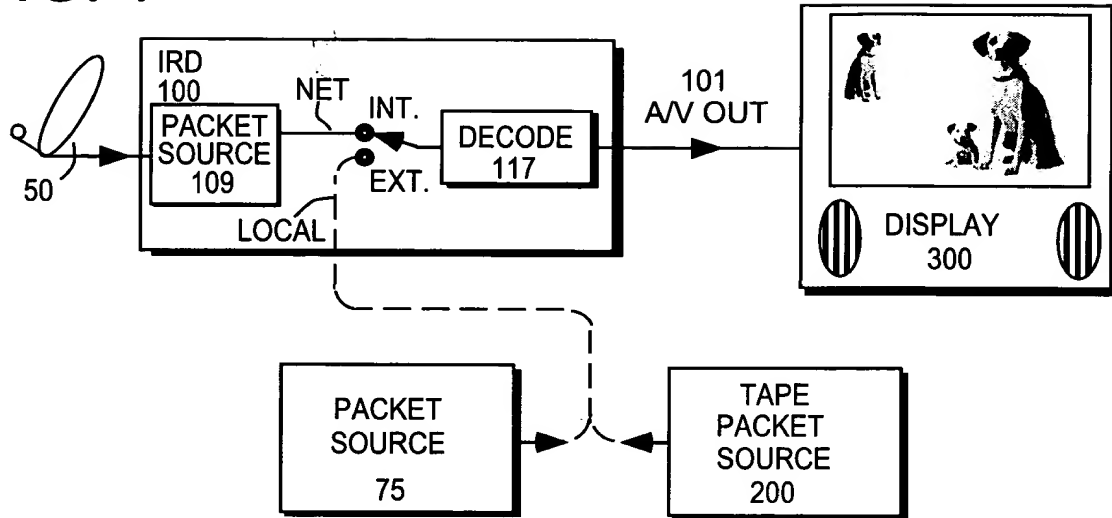 IRD
100
PACKET
SOURCE
109
NET
INT.
EXT.
LOCAL
50
DECODE
117
101
A/V OUT
DISPLAY
300
PACKET
SOURCE
75
TAPE
PACKET
SOURCE
200